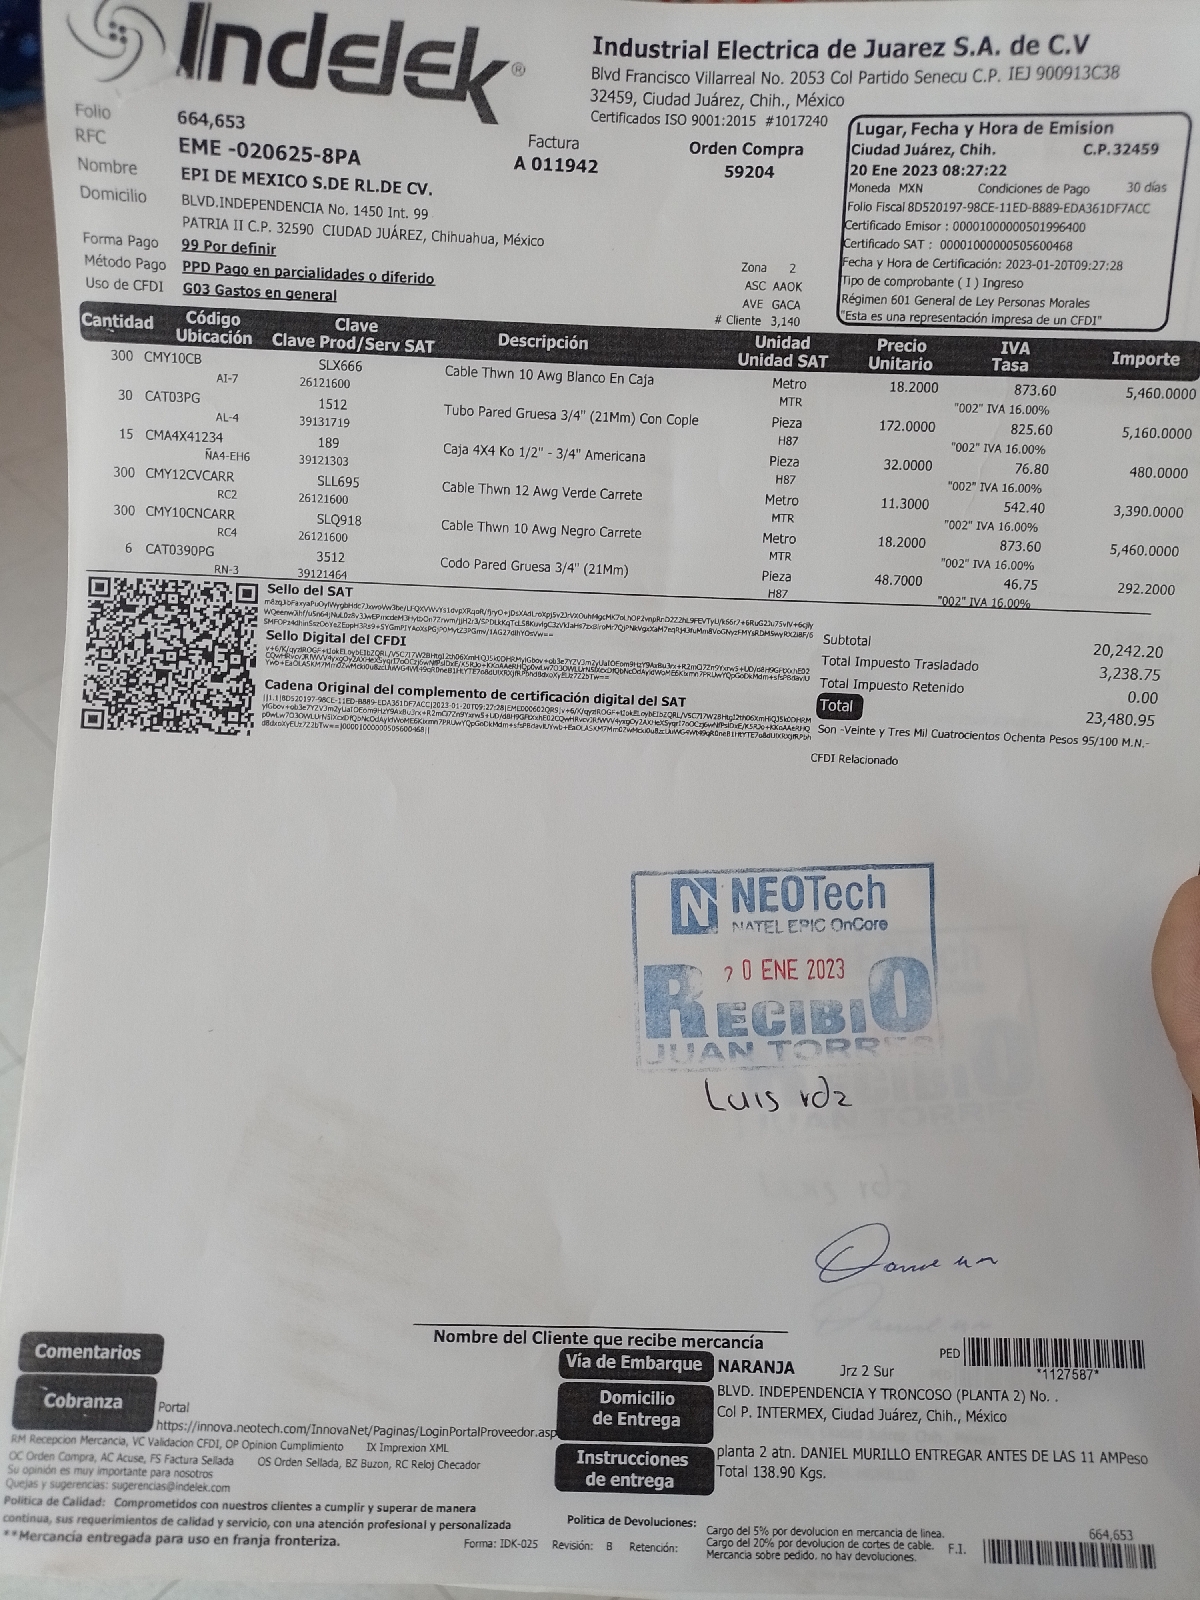 Indelek®
Industrial Electrica de Juarez S.A. de C.V
Blvd Francisco Villarreal No. 2053 Col Partido Senecu C.P. IEJ 900913C38
32459, Ciudad Juárez, Chih., México
Certificados ISO 9001:2015 #1017240
Folio 664,653
RFC EME -020625-8PA
Nombre EPI DE MEXICO S.DE RL.DE CV.
Domicilio BLVD.INDEPENDENCIA No. 1450 Int. 99
PATRIA II C.P. 32590 CIUDAD JUÁREZ, Chihuahua, México
Forma Pago 99 Por definir
Método Pago PPD Pago en parcialidades o diferido
Uso de CFDI G03 Gastos en general
Factura
A 011942
Orden Compra
59204
Zona 2
ASC AAOK
AVE GACA
# Cliente 3,140
Lugar, Fecha y Hora de Emision
Ciudad Juárez, Chih. C.P.32459
20 Ene 2023 08:27:22
Moneda MXN Condiciones de Pago 30 días
Folio Fiscal 8D520197-98CE-11ED-B889-EDA361DF7ACC
Certificado Emisor : 00001000000501996400
Certificado SAT : 00001000000505600468
Fecha y Hora de Certificación: 2023-01-20T09:27:28
Tipo de comprobante ( I ) Ingreso
Régimen 601 General de Ley Personas Morales
"Esta es una representación impresa de un CFDI"
Cantidad Código Clave Descripción Unidad Precio IVA Importe
Ubicación Clave Prod/Serv SAT Unidad SAT Unitario Tasa
300 CMY10CB SLX666 Cable Thwn 10 Awg Blanco En Caja Metro 18.2000 873.60 5,460.0000
AI-7 26121600 MTR "002" IVA 16.00%
30 CAT03PG 1512 Tubo Pared Gruesa 3/4" (21Mm) Con Cople Pieza 172.0000 825.60 5,160.0000
AL-4 39131719 H87 "002" IVA 16.00%
15 CMA4X41234 189 Caja 4X4 Ko 1/2" - 3/4" Americana Pieza 32.0000 76.80 480.0000
ÑA4-EH6 39121303 H87 "002" IVA 16.00%
300 CMY12CVCARR SLL695 Cable Thwn 12 Awg Verde Carrete Metro 11.3000 542.40 3,390.0000
RC2 26121600 MTR "002" IVA 16.00%
300 CMY10CNCARR SLQ918 Cable Thwn 10 Awg Negro Carrete Metro 18.2000 873.60 5,460.0000
RC4 26121600 MTR "002" IVA 16.00%
6 CAT0390PG 3512 Codo Pared Gruesa 3/4" (21Mm) Pieza 48.7000 46.75 292.2000
RN-3 39121464 H87 "002" IVA 16.00%
Sello del SAT
Sello Digital del CFDI
Cadena Original del complemento de certificación digital del SAT
Subtotal 20,242.20
Total Impuesto Trasladado 3,238.75
Total Impuesto Retenido 0.00
Total 23,480.95
Son -Veinte y Tres Mil Cuatrocientos Ochenta Pesos 95/100 M.N.-
CFDI Relacionado
N NEOTech
NATEL EPIC OnCore
20 ENE 2023
RECIBIO
JUAN TORRES
Luis rdz
Nombre del Cliente que recibe mercancía
Comentarios
Cobranza
Portal
https://innova.neotech.com/InnovaNet/Paginas/LoginPortalProveedor.asp
RM Recepcion Mercancia, VC Validacion CFDI, OP Opinion Cumplimiento IX Imprexion XML
OC Orden Compra, AC Acuse, FS Factura Sellada OS Orden Sellada, BZ Buzon, RC Reloj Checador
Su opinión es muy importante para nosotros
Quejas y sugerencias: sugerencias@indelek.com
Vía de Embarque NARANJA Jrz 2 Sur
PED *1127587*
Domicilio de Entrega
BLVD. INDEPENDENCIA Y TRONCOSO (PLANTA 2) No. .
Col P. INTERMEX, Ciudad Juárez, Chih., México
Instrucciones de entrega
planta 2 atn. DANIEL MURILLO ENTREGAR ANTES DE LAS 11 AMPeso
Total 138.90 Kgs.
Política de Calidad: Comprometidos con nuestros clientes a cumplir y superar de manera
continua, sus requerimientos de calidad y servicio, con una atención profesional y personalizada
**Mercancía entregada para uso en franja fronteriza.
Forma: IDK-025 Revisión: B Retención:
Politica de Devoluciones:
Cargo del 5% por devolucion en mercancia de linea.
Cargo del 20% por devolucion de cortes de cable.
Mercancia sobre pedido. no hay devoluciones.
F.I. 664,653